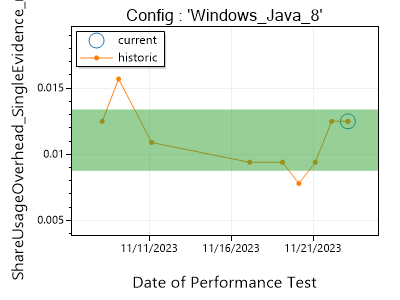 Config : 'Windows_Java_8'
ShareUsageOverhead_SingleEvidence_
current
historic
0.015
0.01
0.005
11/11/2023
11/16/2023
11/21/2023
Date of Performance Test